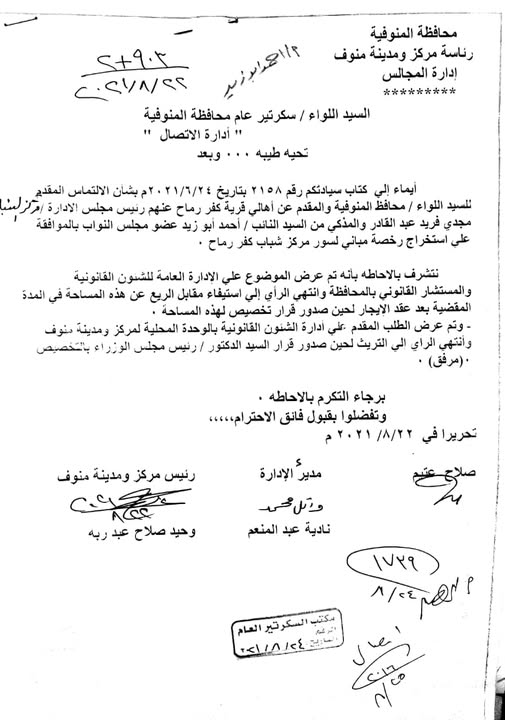 محافظة المنوفية
رئاسة مركز ومدينة منوف
إدارة المجالس
*********
٢٠٢١/٨/٢٢
السيد اللواء / سكرتير عام محافظة المنوفية
" أدارة الاتصال "
تحيه طيبه ٠٠٠ وبعد
أيماء إلي كتاب سيادتكم رقم ٢١٥٨ بتاريخ ٢٠٢١/٦/٢٤م بشأن الالتماس المقدم
للسيد اللواء / محافظ المنوفية والمقدم عن أهالي قرية كفر رماح عنهم رئيس مجلس الادارة /
مجدي فريد عبد القادر والمذكي من السيد النائب / أحمد أبو زيد عضو مجلس النواب بالموافقة
علي استخراج رخصة مباني لسور مركز شباب كفر رماح ٠
نتشرف بالاحاطه بأنه تم عرض الموضوع علي الادارة العامة للشئون القانونية
والمستشار القانوني بالمحافظة وانتهي الرأي إلي استيفاء مقابل الريع عن هذه المساحة في المدة
المقضية بعد عقد الايجار لحين صدور قرار تخصيص لهذه المساحة ٠
- وتم عرض الطلب المقدم علي أدارة الشئون القانونية بالوحدة المحلية لمركز ومدينة منوف
وأنتهي الراي الي التريث لحين صدور قرار السيد الدكتور / رئيس مجلس الوزراء بالتخصيص
٠ (مرفق) ٠
برجاء التكرم بالاحاطه ٠
وتفضلوا بقبول فائق الاحترام,,,,,
تحريرا في ٢٠٢١/٨/٢٢ م
صلاح عتيم
مدير الإدارة
نادية عبد المنعم
رئيس مركز ومدينة منوف
وحيد صلاح عبد ربه
١٧٣٩
٨/٢٤
مكتب السكرتير العام
الرقم
التاريخ ٢١/٨/٢٤
اتصال
٨/٢٥